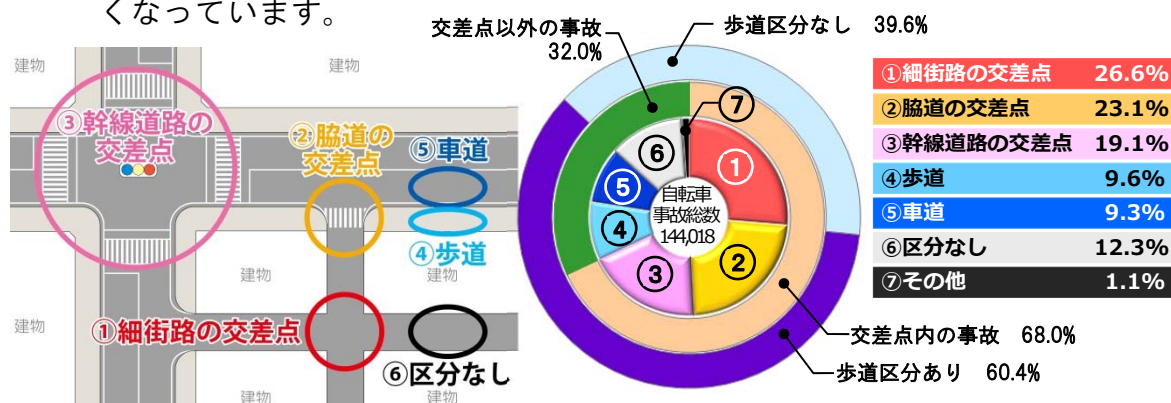 くなっています。
建物
建物
③幹線道路の
交差点
②脇道の
交差点
⑤車道
④歩道
建物
建物
建物
①細街路の交差点
⑥区分なし
建物
建物
交差点以外の事故
32.0%
歩道区分なし 39.6%
⑦
⑥
①
⑤
④
③
②
自転車
事故総数
144,018
交差点内の事故 68.0%
歩道区分あり 60.4%
①細街路の交差点 26.6%
②脇道の交差点 23.1%
③幹線道路の交差点 19.1%
④歩道 9.6%
⑤車道 9.3%
⑥区分なし 12.3%
⑦その他 1.1%